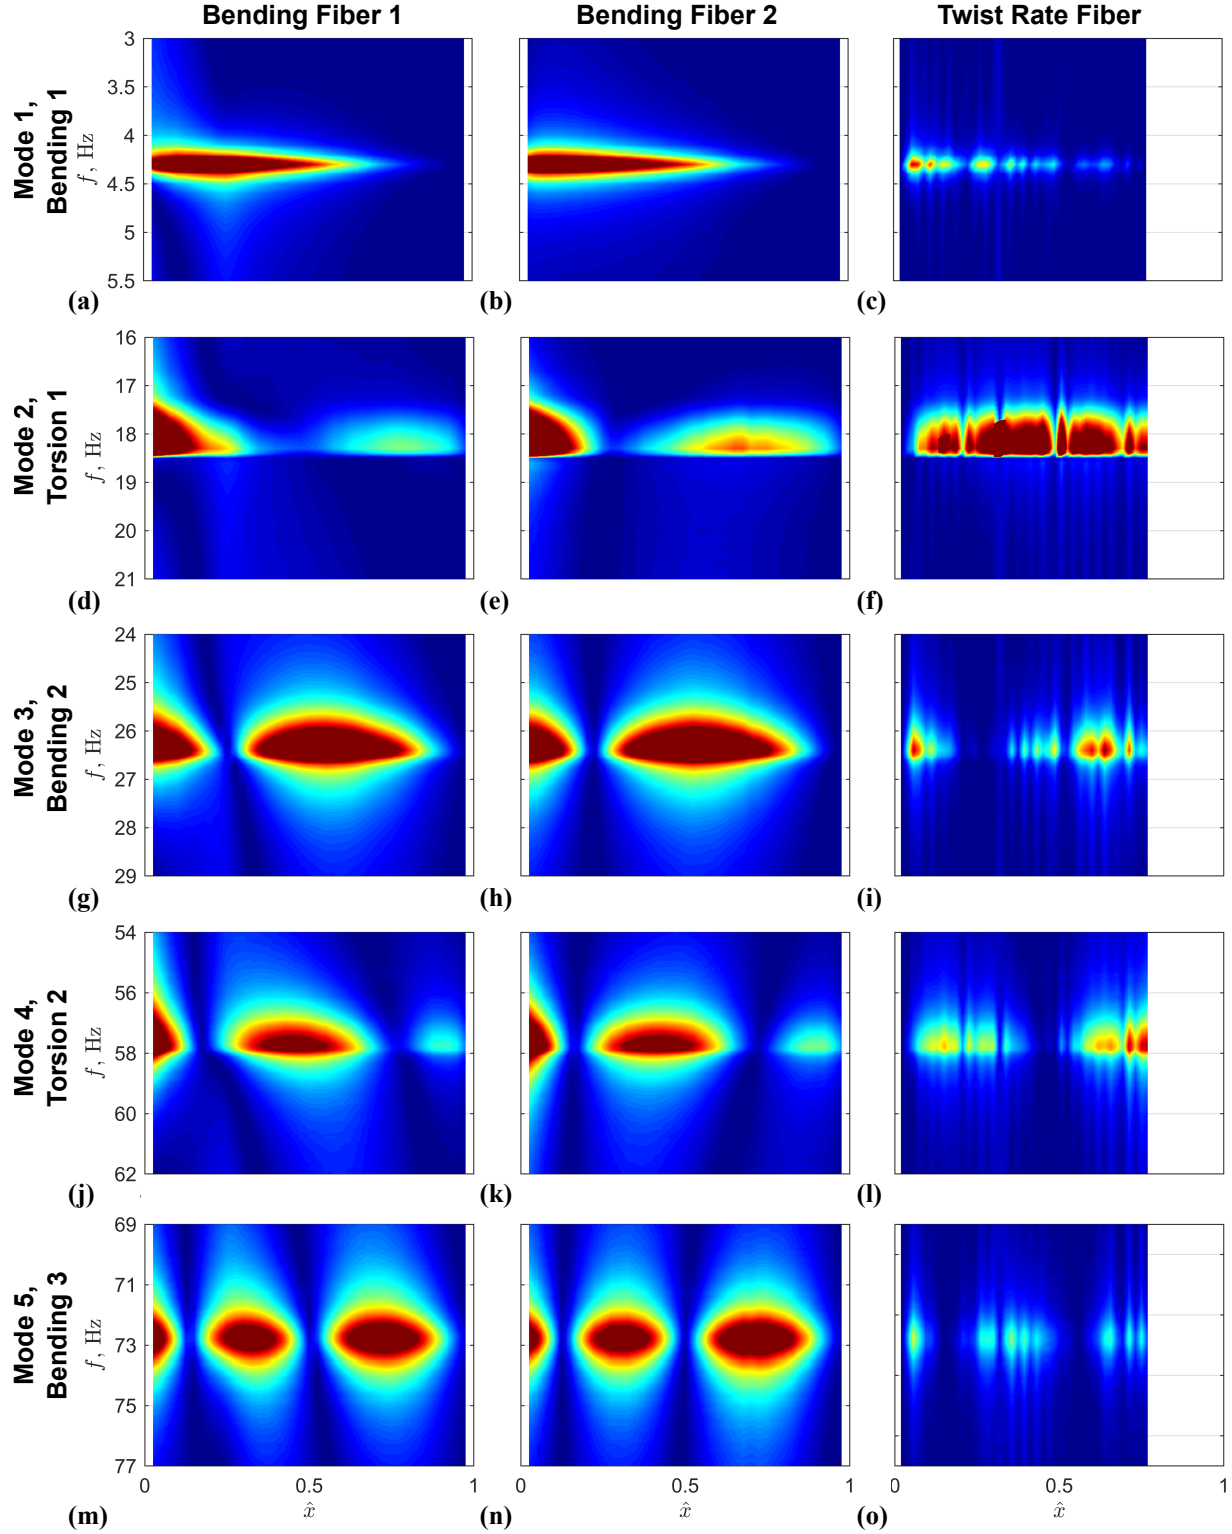 Bending Fiber 1 Bending Fiber 2 Twist Rate Fiber
Mode 1,
Bending 1
f, Hz
3
3.5
4
4.5
5
5.5
(a) (b) (c)
Mode 2,
Torsion 1
f, Hz
16
17
18
19
20
21
(d) (e) (f)
Mode 3,
Bending 2
f, Hz
24
25
26
27
28
29
(g) (h) (i)
Mode 4,
Torsion 2
f, Hz
54
56
58
60
62
(j) (k) (l)
Mode 5,
Bending 3
f, Hz
69
71
73
75
77
0 0.5 1 0 0.5 1 0 0.5 1
x̂ x̂ x̂
(m) (n) (o)